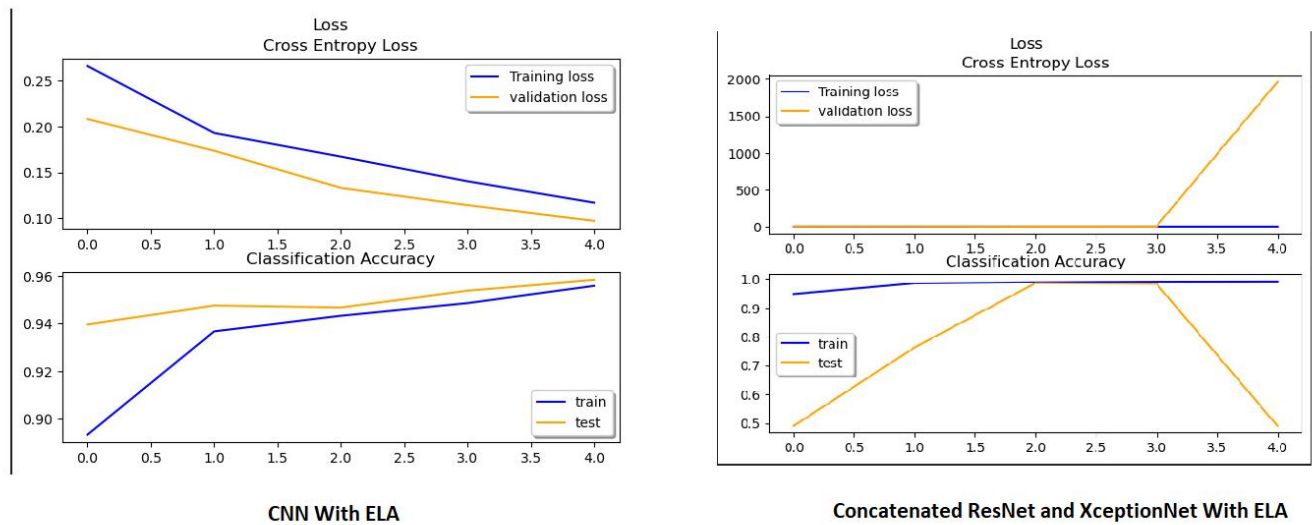 Loss
Cross Entropy Loss
0.25
0.20
0.15
0.10
Training loss
validation loss
0.0 0.5 1.0 1.5 2.0 2.5 3.0 3.5 4.0
Classification Accuracy
0.96
0.94
0.92
0.90
train
test
0.0 0.5 1.0 1.5 2.0 2.5 3.0 3.5 4.0
CNN With ELA
Loss
Cross Entropy Loss
2000
1500
1000
500
0
Training loss
validation loss
0.0 0.5 1.0 1.5 2.0 2.5 3.0 3.5 4.0
Classification Accuracy
1.0
0.9
0.8
0.7
0.6
0.5
train
test
0.0 0.5 1.0 1.5 2.0 2.5 3.0 3.5 4.0
Concatenated ResNet and XceptionNet With ELA